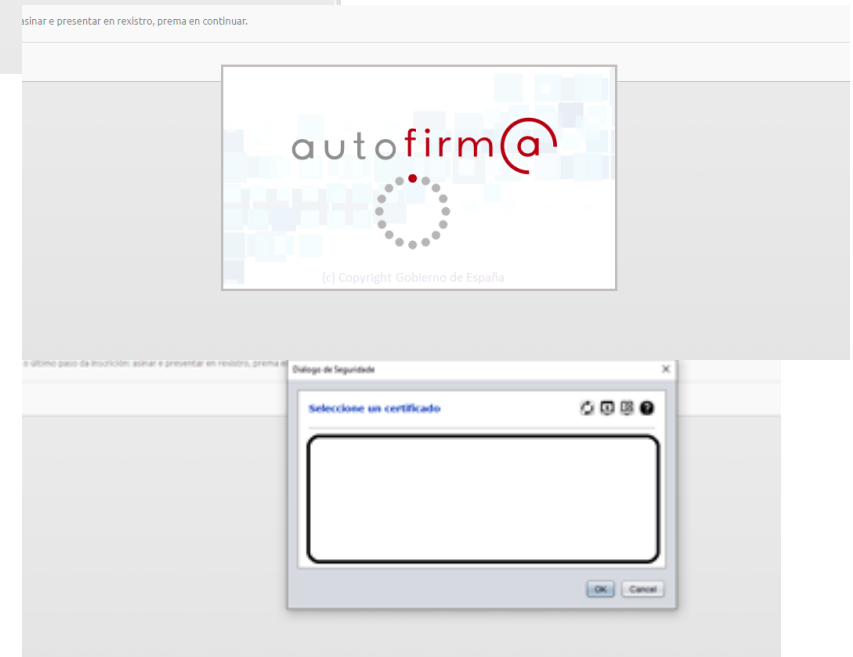 asinar e presentar en rexistro, prema en continuar.
autofirm@
(c) Copyright Gobierno de España
o último paso da inscrición: asinar e presentar en rexistro, prema e
Diálogo de Seguridade
Seleccione un certificado
OK
Cancel